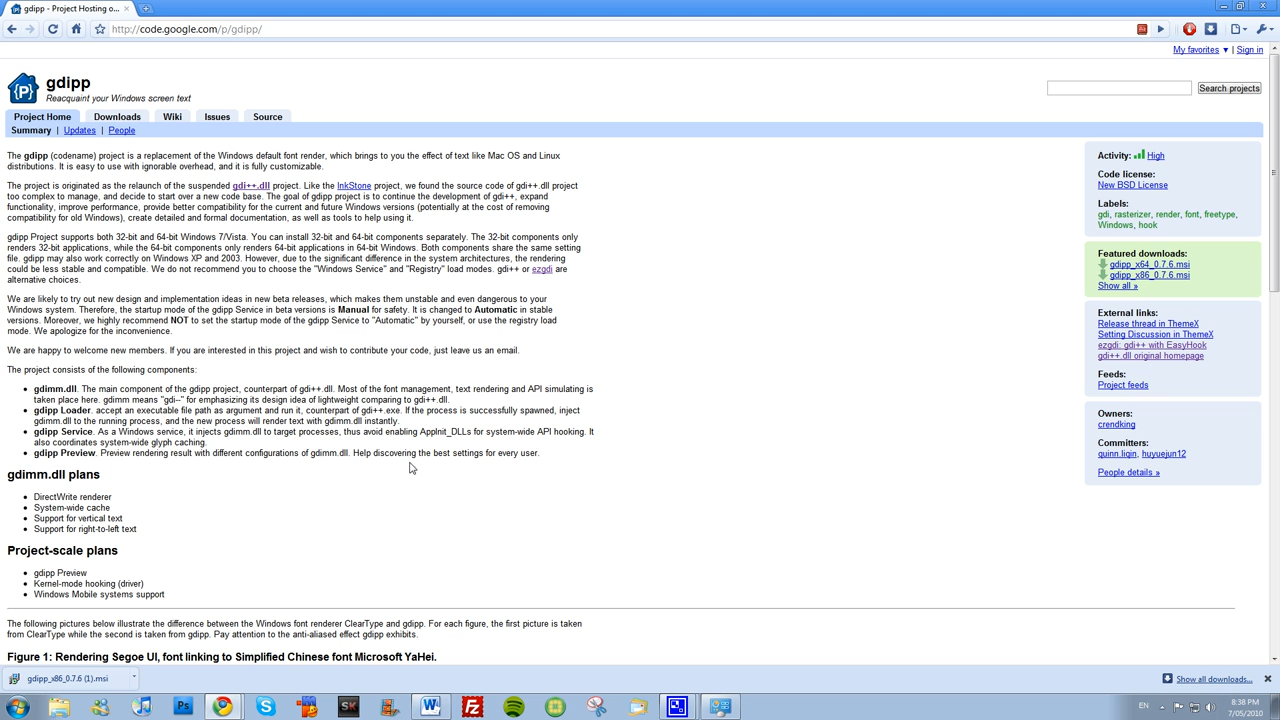 gdipp - Project Hosting o...
http://code.google.com/p/gdipp/
My favorites ▼ | Sign in
gdipp
Reacquaint your Windows screen text
Search projects
Project Home Downloads Wiki Issues Source
Summary | Updates | People
The gdipp (codename) project is a replacement of the Windows default font render, which brings to you the effect of text like Mac OS and Linux
distributions. It is easy to use with ignorable overhead, and it is fully customizable.
The project is originated as the relaunch of the suspended gdi++.dll project. Like the InkStone project, we found the source code of gdi++.dll project
too complex to manage, and decide to start over a new code base. The goal of gdipp project is to continue the development of gdi++, expand
functionality, improve performance, provide better compatibility for the current and future Windows versions (potentially at the cost of removing
compatibility for old Windows), create detailed and formal documentation, as well as tools to help using it.
gdipp Project supports both 32-bit and 64-bit Windows 7/Vista. You can install 32-bit and 64-bit components separately. The 32-bit components only
renders 32-bit applications, while the 64-bit components only renders 64-bit applications in 64-bit Windows. Both components share the same setting
file. gdipp may also work correctly on Windows XP and 2003. However, due to the significant difference in the system architectures, the rendering
could be less stable and compatible. We do not recommend you to choose the "Windows Service" and "Registry" load modes. gdi++ or ezgdi are
alternative choices.
We are likely to try out new design and implementation ideas in new beta releases, which makes them unstable and even dangerous to your
Windows system. Therefore, the startup mode of the gdipp Service in beta versions is Manual for safety. It is changed to Automatic in stable
versions. Moreover, we highly recommend NOT to set the startup mode of the gdipp Service to "Automatic" by yourself, or use the registry load
mode. We apologize for the inconvenience.
We are happy to welcome new members. If you are interested in this project and wish to contribute your code, just leave us an email.
The project consists of the following components:
• gdimm.dll. The main component of the gdipp project, counterpart of gdi++.dll. Most of the font management, text rendering and API simulating is
taken place here. gdimm means "gdi--" for emphasizing its design idea of lightweight comparing to gdi++.dll.
• gdipp Loader. accept an executable file path as argument and run it, counterpart of gdi++.exe. If the process is successfully spawned, inject
gdimm.dll to the running process, and the new process will render text with gdimm.dll instantly.
• gdipp Service. As a Windows service, it injects gdimm.dll to target processes, thus avoid enabling AppInit_DLLs for system-wide API hooking. It
also coordinates system-wide glyph caching.
• gdipp Preview. Preview rendering result with different configurations of gdimm.dll. Help discovering the best settings for every user.
gdimm.dll plans
• DirectWrite renderer
• System-wide cache
• Support for vertical text
• Support for right-to-left text
Project-scale plans
• gdipp Preview
• Kernel-mode hooking (driver)
• Windows Mobile systems support
The following pictures below illustrate the difference between the Windows font renderer ClearType and gdipp. For each figure, the first picture is taken
from ClearType while the second is taken from gdipp. Pay attention to the anti-aliased effect gdipp exhibits.
Figure 1: Rendering Segoe UI, font linking to Simplified Chinese font Microsoft YaHei.
Activity: High
Code license:
New BSD License
Labels:
gdi, rasterizer, render, font, freetype,
Windows, hook
Featured downloads:
gdipp_x64_0.7.6.msi
gdipp_x86_0.7.6.msi
Show all »
External links:
Release thread in ThemeX
Setting Discussion in ThemeX
ezgdi: gdi++ with EasyHook
gdi++.dll original homepage
Feeds:
Project feeds
Owners:
crendking
Committers:
quinn.liqin, huyuejun12
People details »
gdipp_x86_0.7.6 (1).msi
Show all downloads...
EN
8:38 PM
7/05/2010